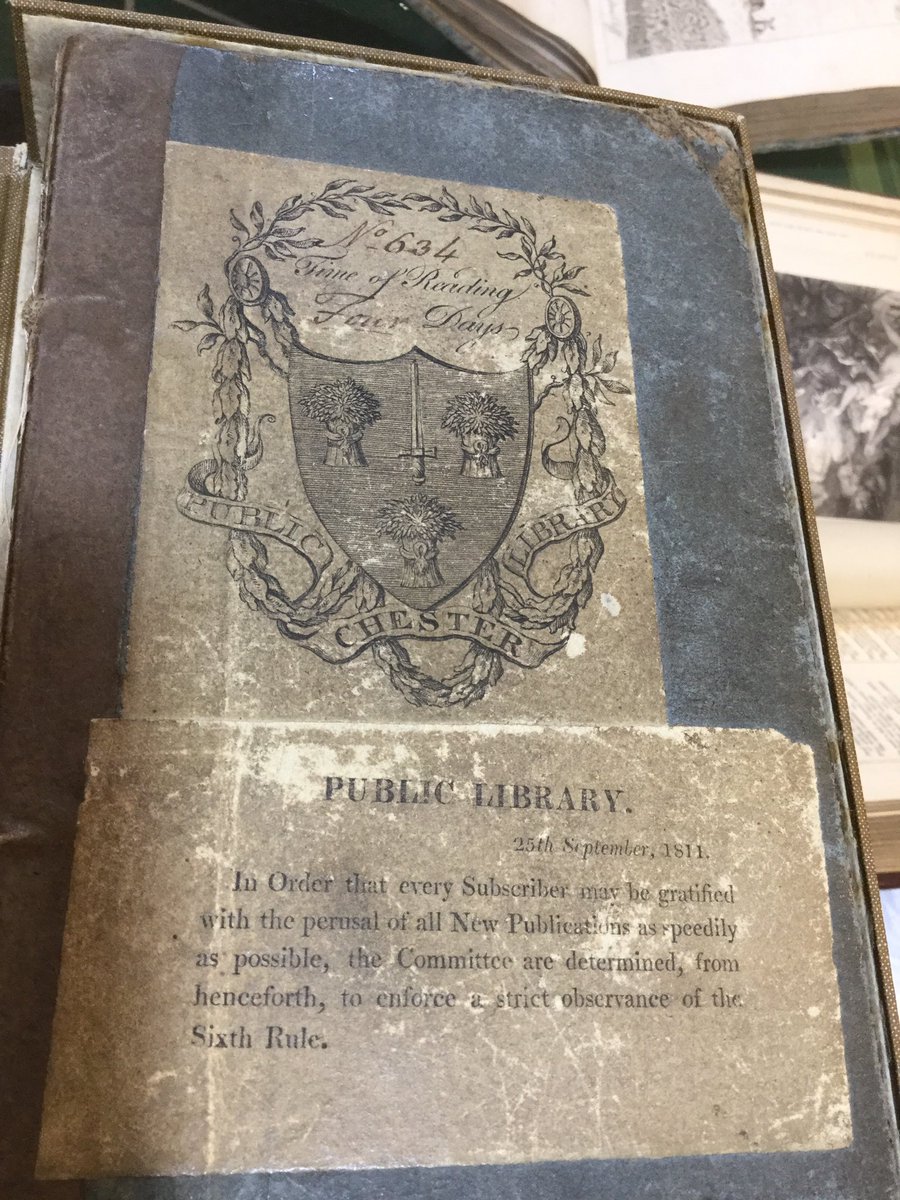 No. 634
Time of Reading
Four Days
PUBLIC
LIBRARY
CHESTER
PUBLIC LIBRARY.
25th September, 1811.
In Order that every Subscriber may be gratified
with the perusal of all New Publications as speedily
as possible, the Committee are determined, from
henceforth, to enforce a strict observance of the
Sixth Rule.